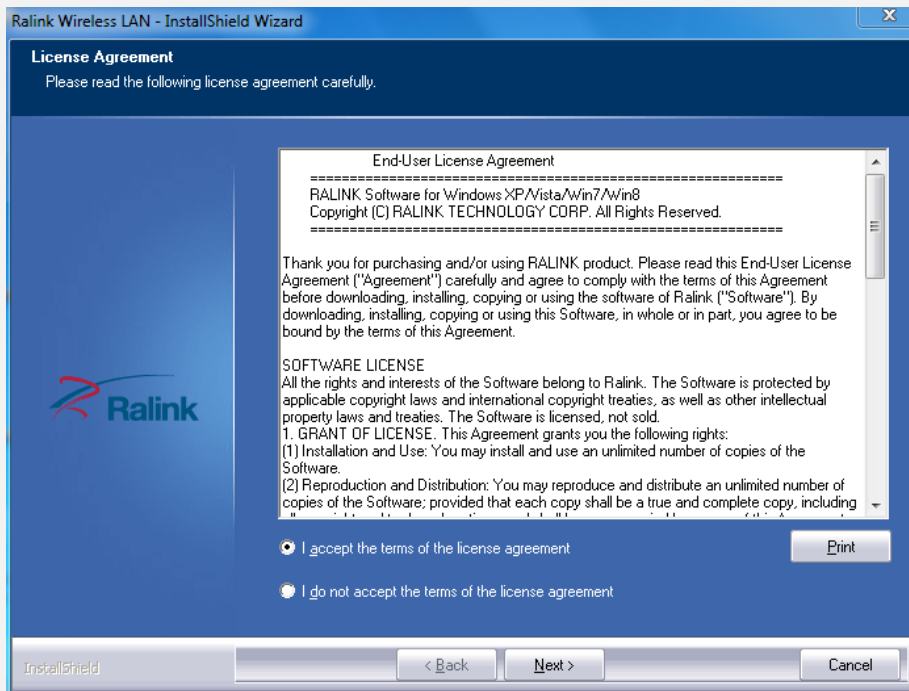 Ralink Wireless LAN - InstallShield Wizard
License Agreement
Please read the following license agreement carefully.
End-User License Agreement
============================================================
RALINK Software for Windows XP/Vista/Win7/Win8
Copyright (C) RALINK TECHNOLOGY CORP. All Rights Reserved.
============================================================
Thank you for purchasing and/or using RALINK product. Please read this End-User License
Agreement ("Agreement") carefully and agree to comply with the terms of this Agreement
before downloading, installing, copying or using the software of Ralink ("Software"). By
downloading, installing, copying or using this Software, in whole or in part, you agree to be
bound by the terms of this Agreement.
SOFTWARE LICENSE
All the rights and interests of the Software belong to Ralink. The Software is protected by
applicable copyright laws and international copyright treaties, as well as other intellectual
property laws and treaties. The Software is licensed, not sold.
1. GRANT OF LICENSE. This Agreement grants you the following rights:
(1) Installation and Use: You may install and use an unlimited number of copies of the
Software.
(2) Reproduction and Distribution: You may reproduce and distribute an unlimited number of
copies of the Software; provided that each copy shall be a true and complete copy, including
Ralink
I accept the terms of the license agreement
Print
I do not accept the terms of the license agreement
InstallShield
< Back
Next >
Cancel